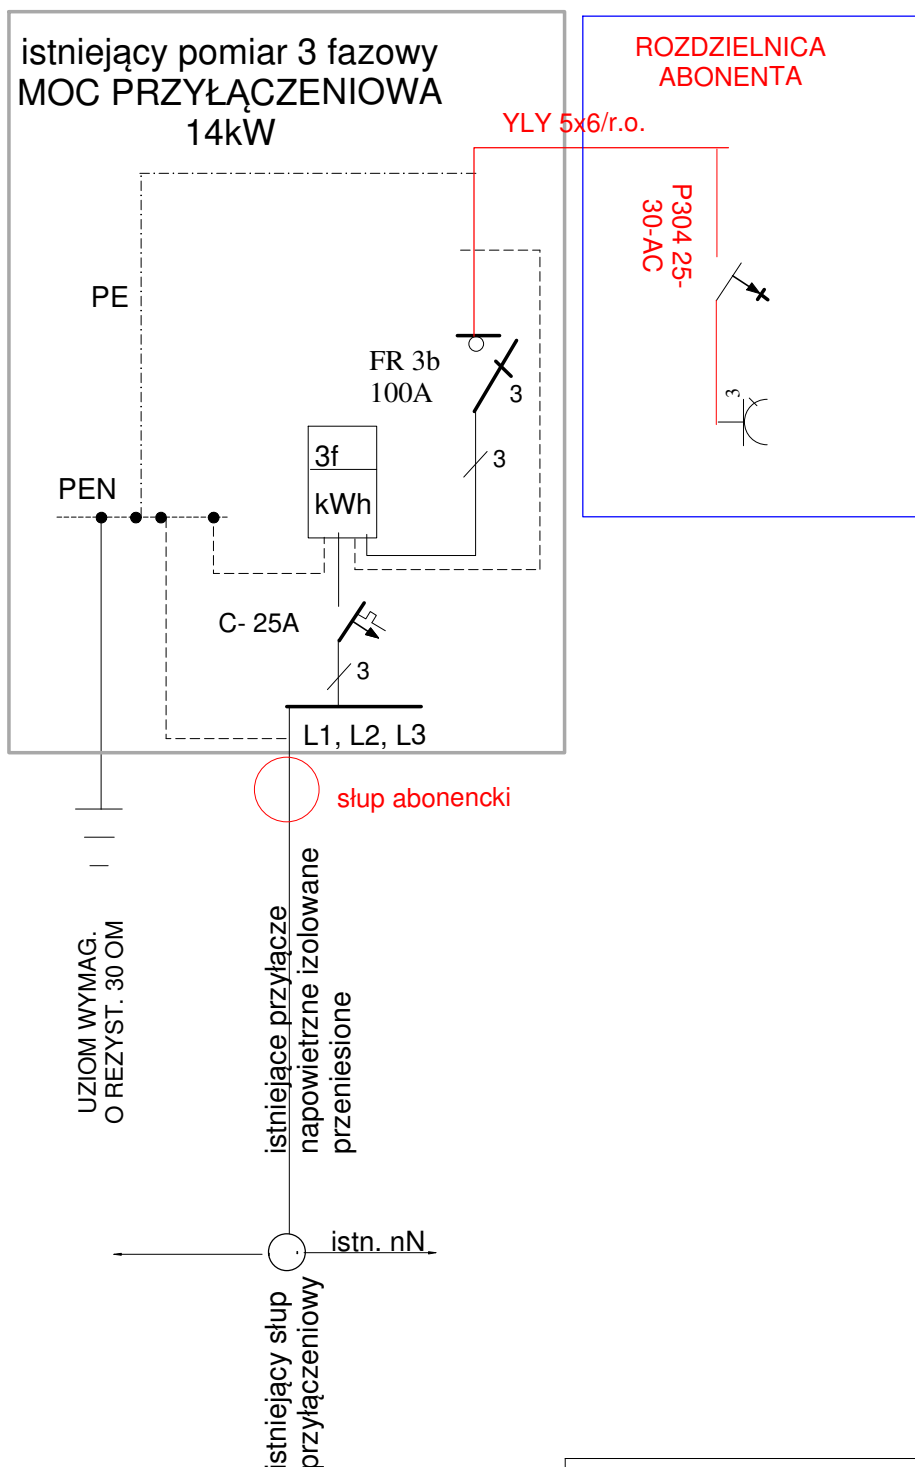 istniejący pomiar 3 fazowy
MOC PRZYŁĄCZENIOWA
14kW
ROZDZIELNICA
ABONENTA
YLY 5x6/r.o.
P304 25-
30-AC
PE
FR 3b
100A
3
3
3
3f
kWh
PEN
C- 25A
3
L1, L2, L3
słup abonencki
UZIOM WYMAG.
O REZYST. 30 OM
istniejące przyłącze
napowietrzne izolowane
przeniesione
istn. nN
istniejący słup
przyłączeniowy